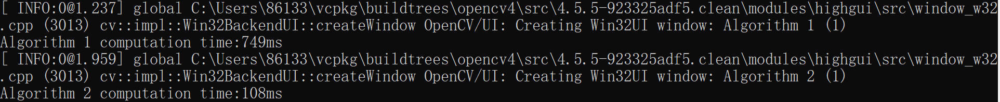 [ INFO:0@1.237] global C:\Users\86133\vcpkg\buildtrees\opencv4\src\4.5.5-923325adf5.clean\modules\highgui\src\window_w32
.cpp (3013) cv::impl::Win32BackendUI::createWindow OpenCV/UI: Creating Win32UI window: Algorithm 1 (1)
Algorithm 1 computation time:749ms
[ INFO:0@1.959] global C:\Users\86133\vcpkg\buildtrees\opencv4\src\4.5.5-923325adf5.clean\modules\highgui\src\window_w32
.cpp (3013) cv::impl::Win32BackendUI::createWindow OpenCV/UI: Creating Win32UI window: Algorithm 2 (1)
Algorithm 2 computation time:108ms